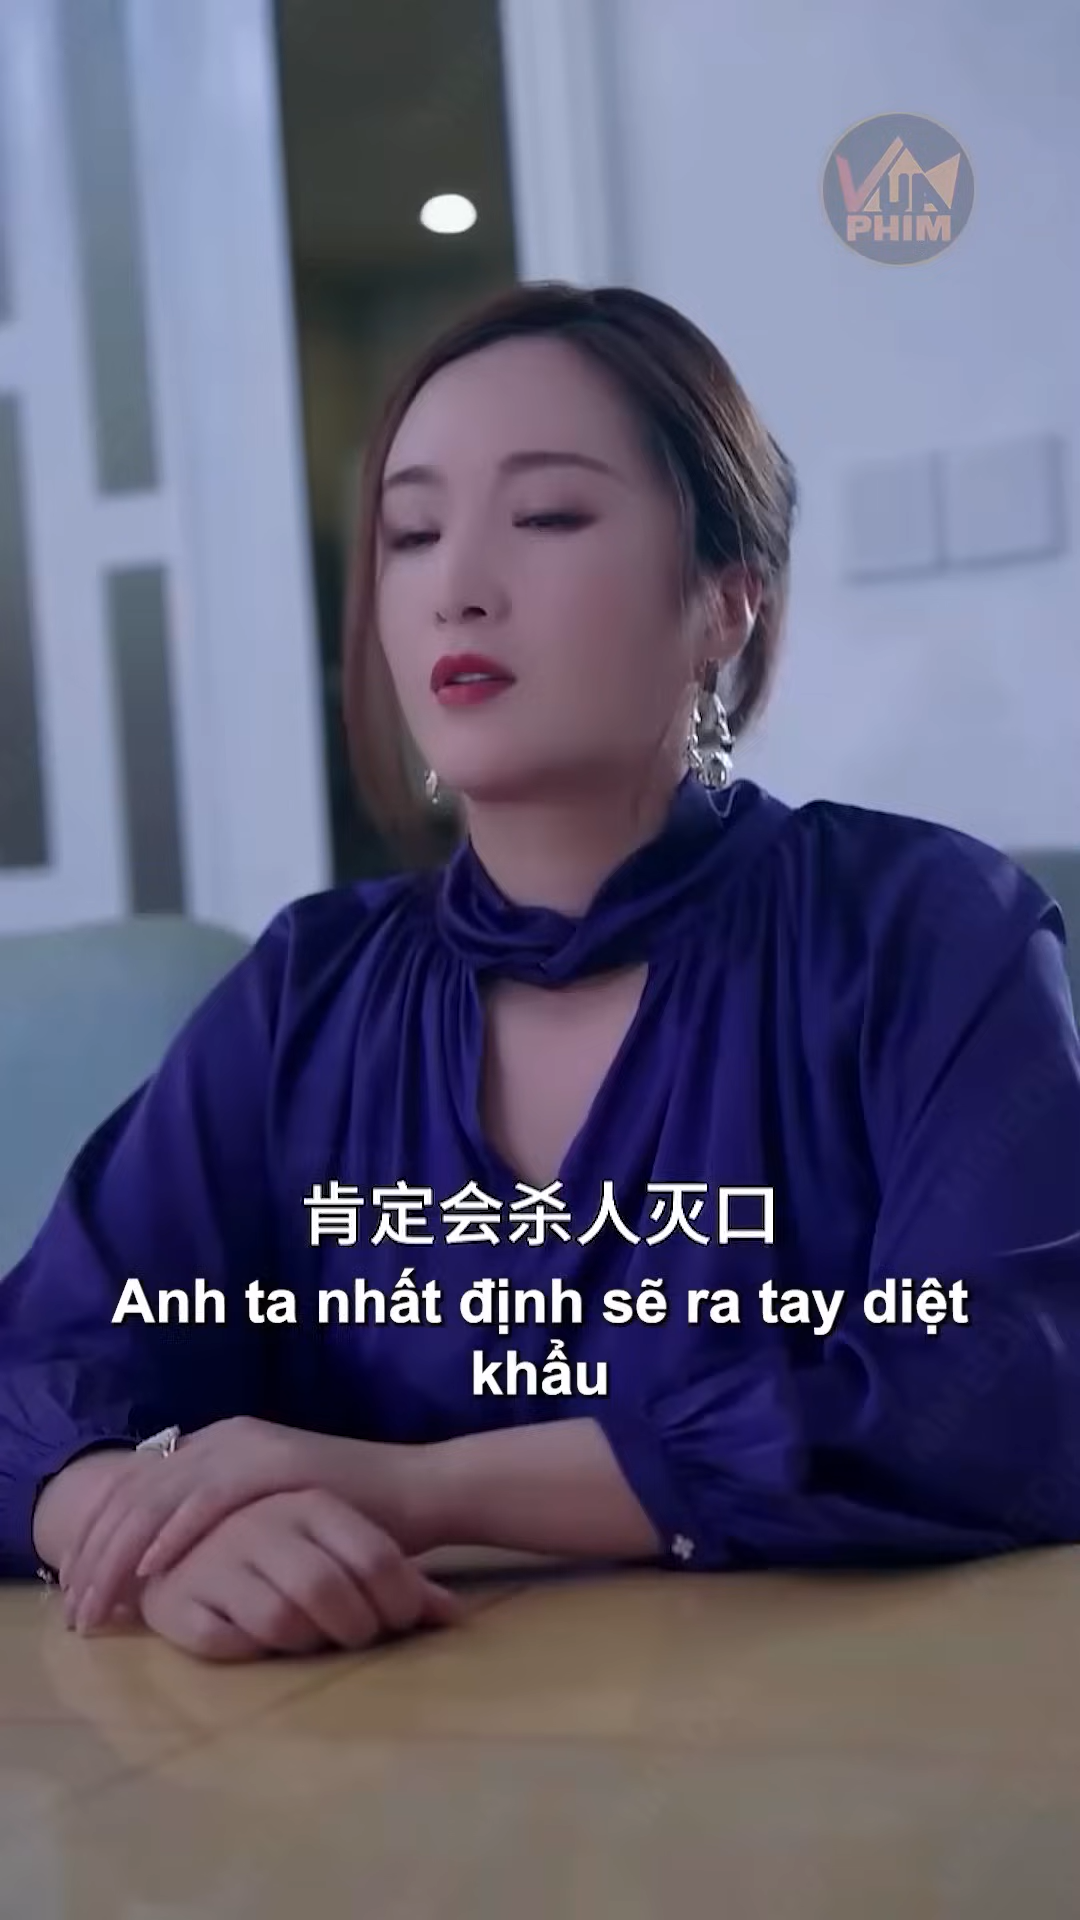 VUA
PHIM
肯定会杀人灭口
Anh ta nhất định sẽ ra tay diệt
khẩu